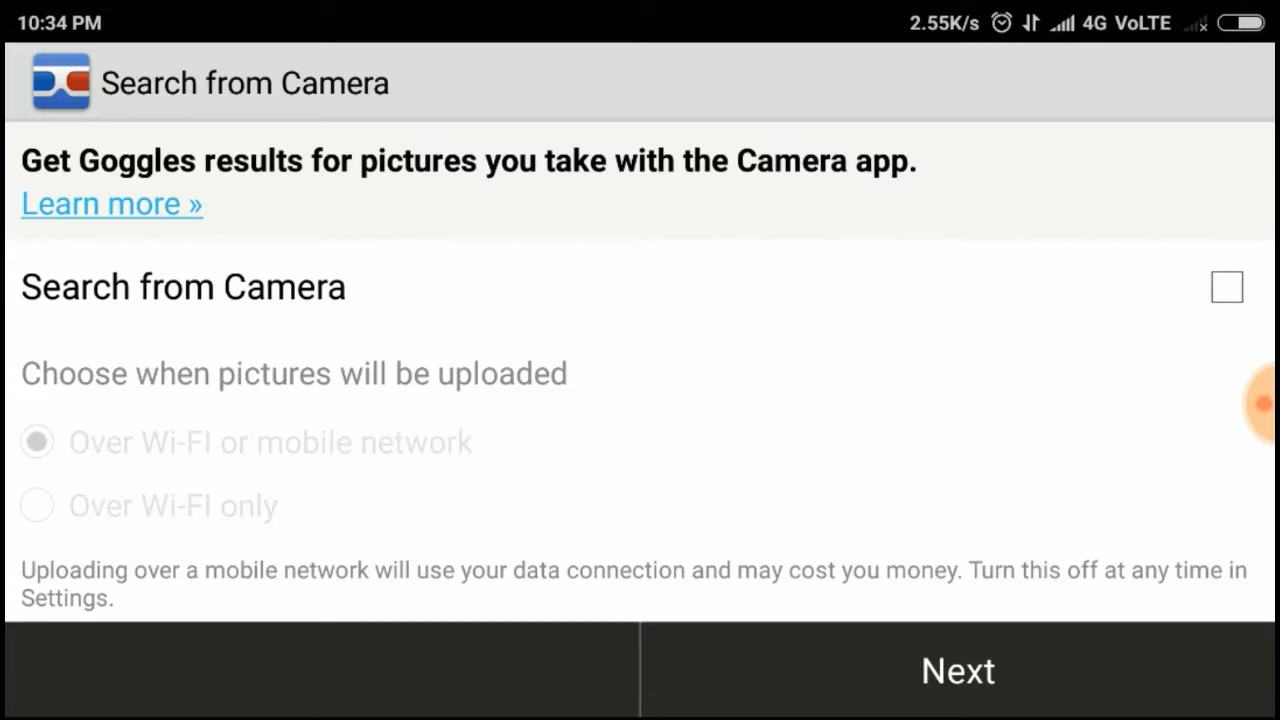 10:34 PM 2.55K/s 4G VoLTE
Search from Camera
Get Goggles results for pictures you take with the Camera app.
Learn more »
Search from Camera
Choose when pictures will be uploaded
Over Wi-FI or mobile network
Over Wi-FI only
Uploading over a mobile network will use your data connection and may cost you money. Turn this off at any time in
Settings.
Next